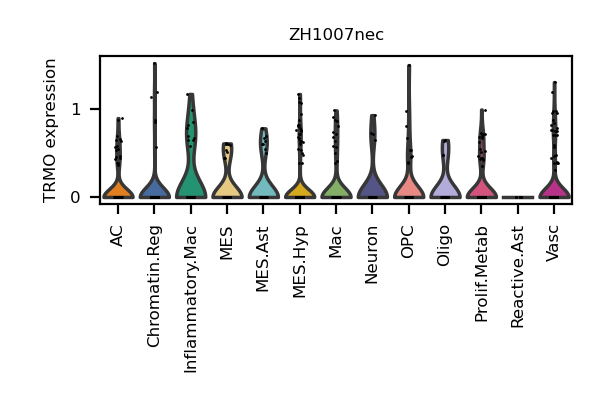 ZH1007nec
TRMO expression
1
0
AC
Chromatin.Reg
Inflammatory.Mac
MES
MES.Ast
MES.Hyp
Mac
Neuron
OPC
Oligo
Prolif.Metab
Reactive.Ast
Vasc